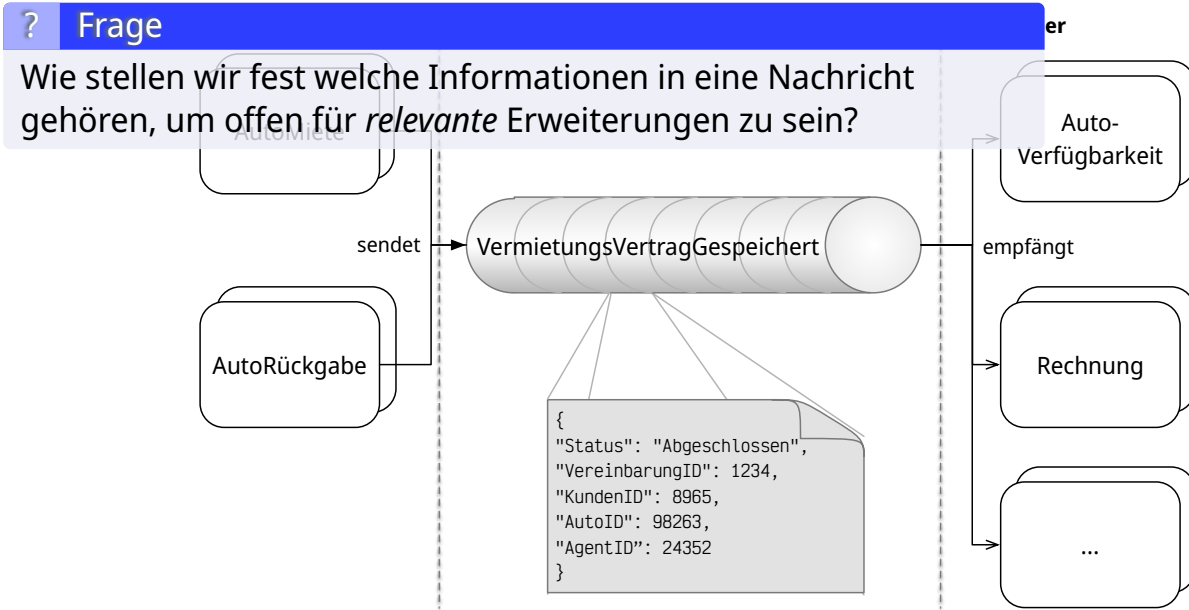 ? Frage
er
Wie stellen wir fest welche Informationen in eine Nachricht
gehören, um offen für relevante Erweiterungen zu sein?
AutoMiete
Auto-
Verfügbarkeit
sendet
VermietungsVertragGespeichert
empfängt
AutoRückgabe
Rechnung
{
"Status": "Abgeschlossen",
"VereinbarungID": 1234,
"KundenID": 8965,
"AutoID": 98263,
"AgentID”: 24352
}
...